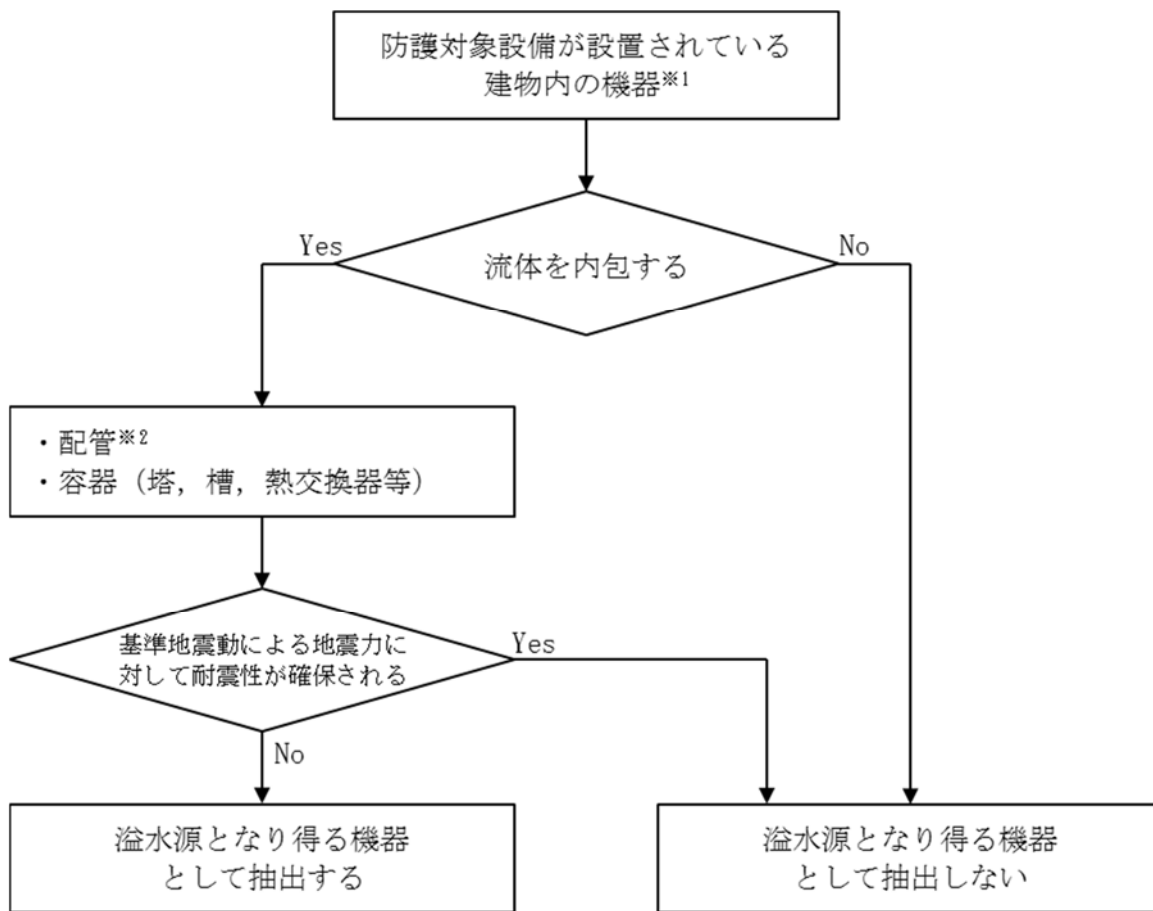 防護対象設備が設置されている
建物内の機器※1
Yes
No
流体を内包する
・配管※2
・容器（塔，槽，熱交換器等）
基準地震動による地震力に
対して耐震性が確保される
Yes
No
溢水源となり得る機器
として抽出する
溢水源となり得る機器
として抽出しない